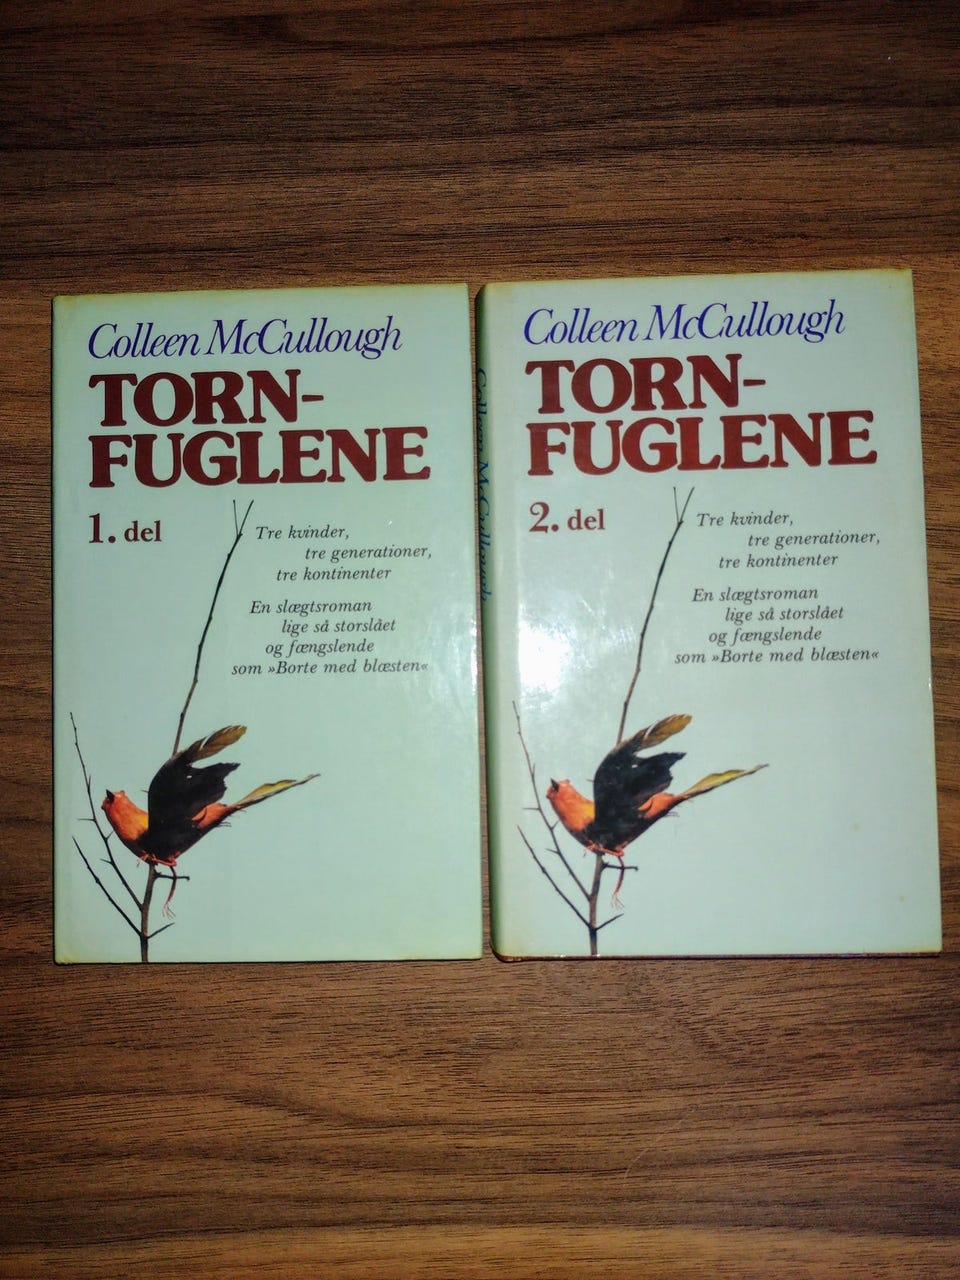 Colleen McCullough
TORN-
FUGLENE
1. del
Tre kvinder,
tre generationer,
tre kontinenter
En slægtsroman
lige så storslået
og fængslende
som »Borte med blæsten«
Colleen McCullough
Colleen McCullough
TORN-
FUGLENE
2. del
Tre kvinder,
tre generationer,
tre kontinenter
En slægtsroman
lige så storslået
og fængslende
som »Borte med blæsten«